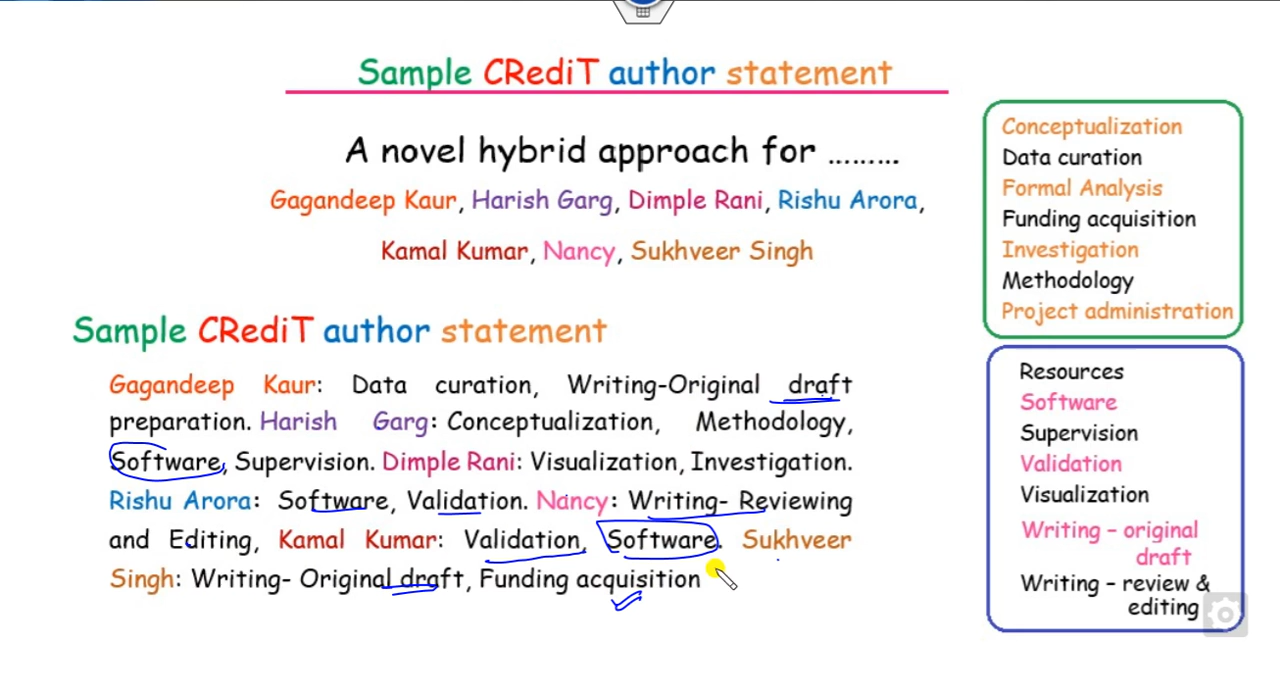 Sample CRediT author statement
A novel hybrid approach for .........
Gagandeep Kaur, Harish Garg, Dimple Rani, Rishu Arora,
Kamal Kumar, Nancy, Sukhveer Singh
Sample CRediT author statement
Gagandeep Kaur: Data curation, Writing-Original draft
preparation. Harish Garg: Conceptualization, Methodology,
Software, Supervision. Dimple Rani: Visualization, Investigation.
Rishu Arora: Software, Validation. Nancy: Writing- Reviewing
and Editing, Kamal Kumar: Validation, Software. Sukhveer
Singh: Writing- Original draft, Funding acquisition
Conceptualization
Data curation
Formal Analysis
Funding acquisition
Investigation
Methodology
Project administration
Resources
Software
Supervision
Validation
Visualization
Writing – original
draft
Writing – review &
editing